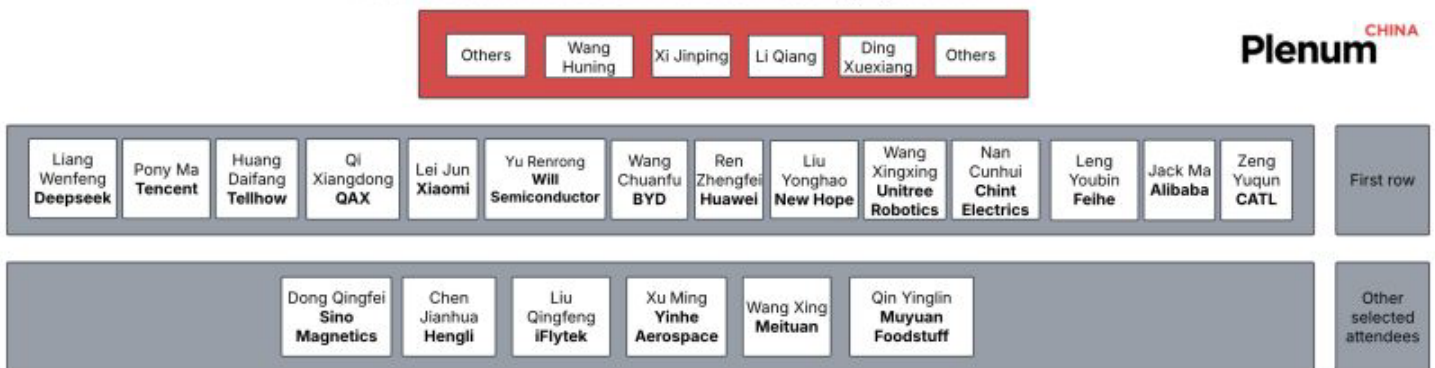 CHINA
Plenum
Others
Wang
Huning
Xi Jinping
Li Qiang
Ding
Xuexiang
Others
Liang
Wenfeng
Deepseek
Pony Ma
Tencent
Huang
Daifang
Tellhow
Qi
Xiangdong
QAX
Lei Jun
Xiaomi
Yu Renrong
Will
Semiconductor
Wang
Chuanfu
BYD
Ren
Zhengfei
Huawei
Liu
Yonghao
New Hope
Wang
Xingxing
Unitree
Robotics
Nan
Cunhui
Chint
Electrics
Leng
Youbin
Feihe
Jack Ma
Alibaba
Zeng
Yuqun
CATL
First row
Dong Qingfei
Sino
Magnetics
Chen
Jianhua
Hengli
Liu
Qingfeng
iFlytek
Xu Ming
Yinhe
Aerospace
Wang Xing
Meituan
Qin Yinglin
Muyuan
Foodstuff
Other
selected
attendees